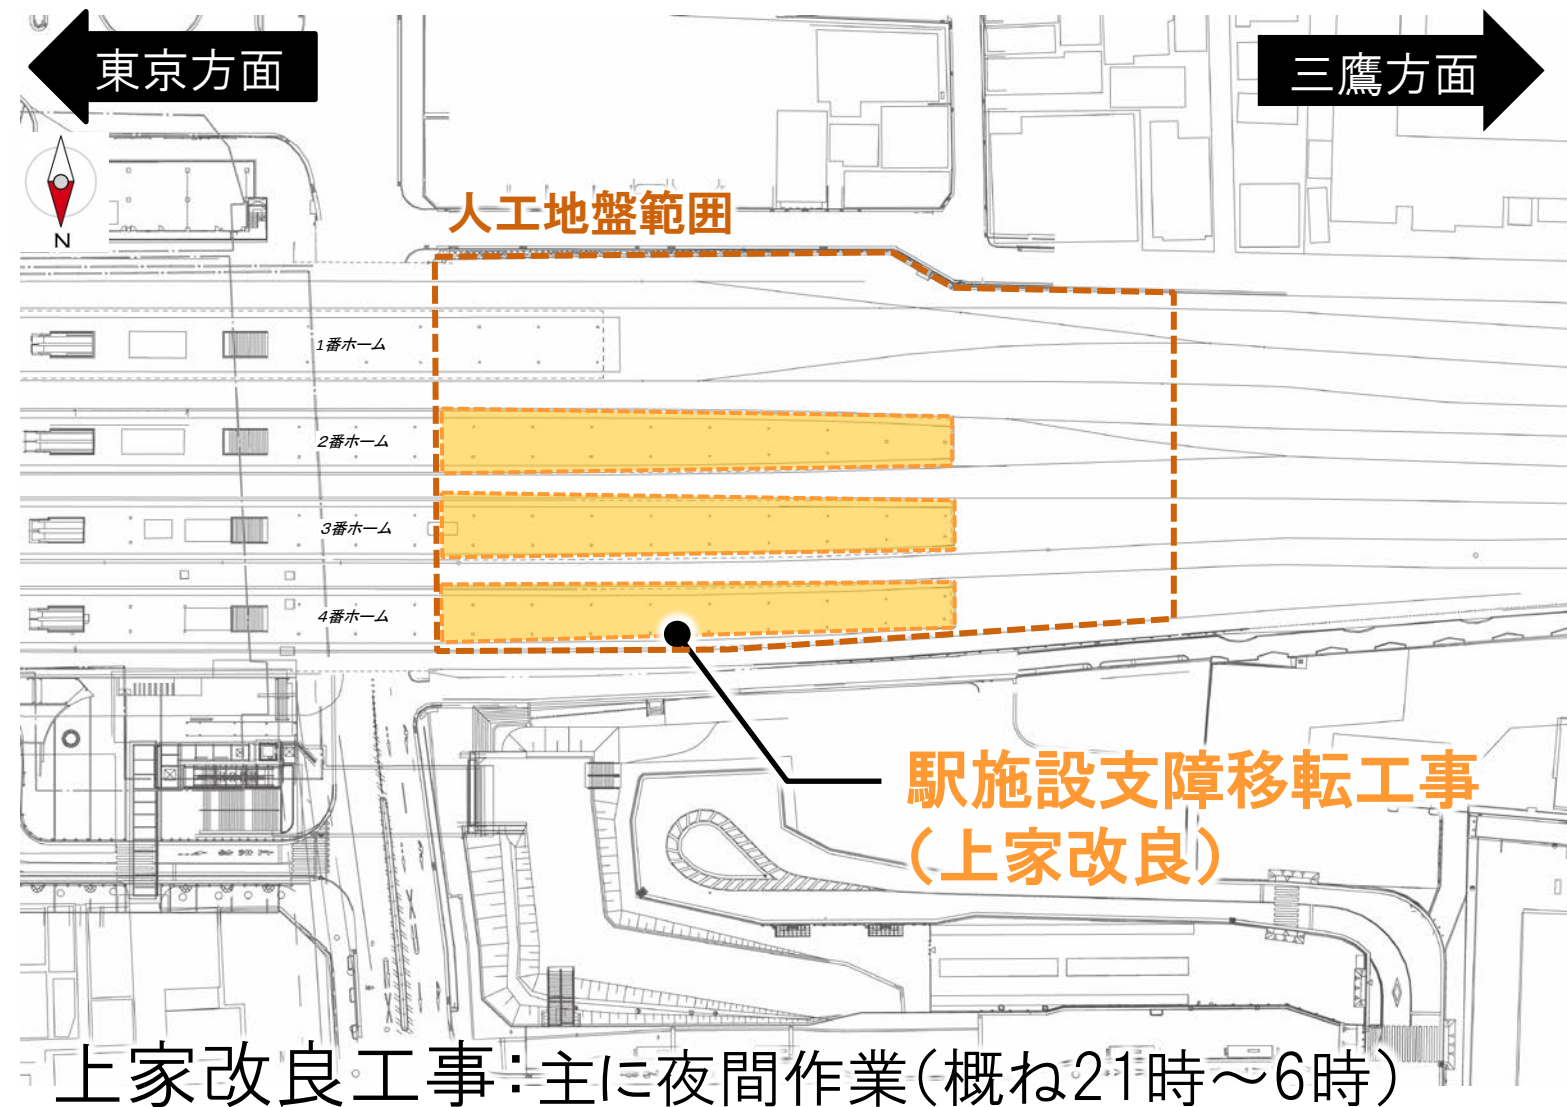 東京方面
三鷹方面
N
人工地盤範囲
1番ホーム
2番ホーム
3番ホーム
4番ホーム
駅施設支障移転工事
（上家改良）
上家改良工事：主に夜間作業（概ね21時～6時）